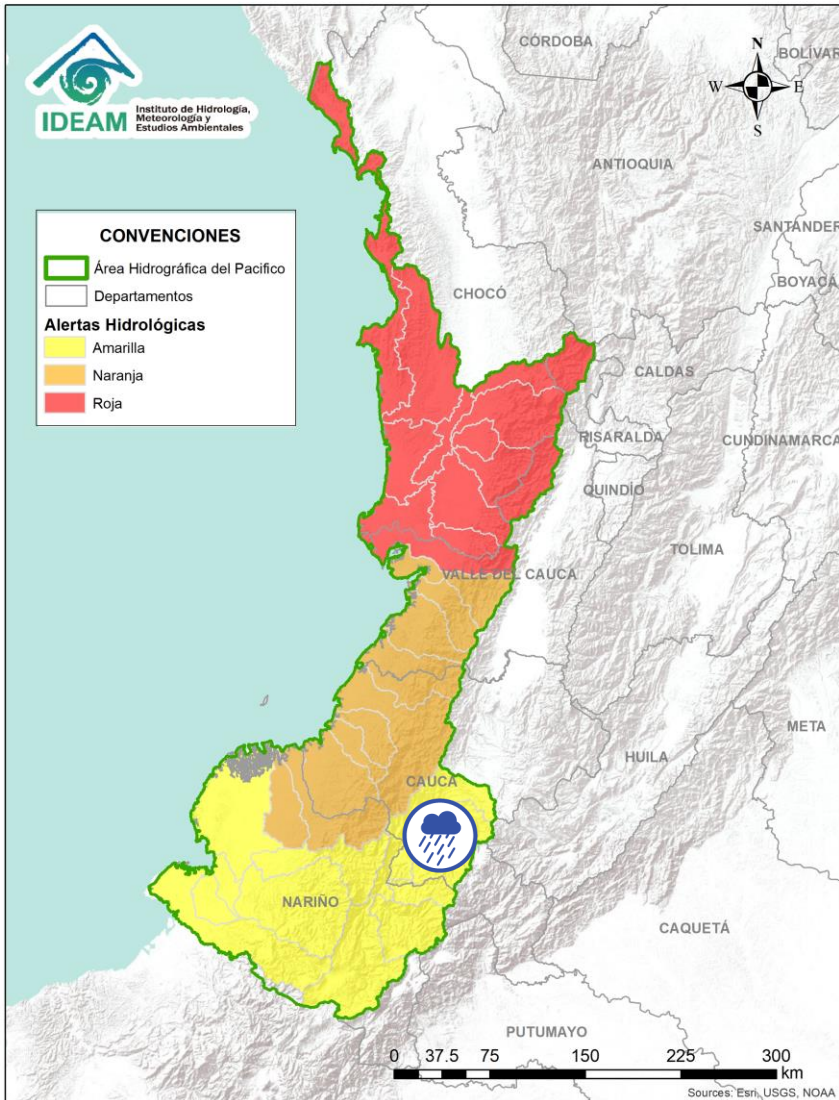 IDEAM
Instituto de Hidrología,
Meteorología y
Estudios Ambientales
CÓRDOBA
BOLÍVAR
N
W
E
S
ANTIOQUIA
SANTANDER
BOYACÁ
CONVENCIONES
Área Hidrográfica del Pacifico
Departamentos
Alertas Hidrológicas
Amarilla
Naranja
Roja
CHOCÓ
CALDAS
RISARALDA
CUNDINAMARCA
QUINDÍO
TOLIMA
VALLE DEL CAUCA
META
HUILA
CAUCA
NARIÑO
CAQUETÁ
PUTUMAYO
0 37.5 75 150 225 300
km
Sources: Esri, USGS, NOAA